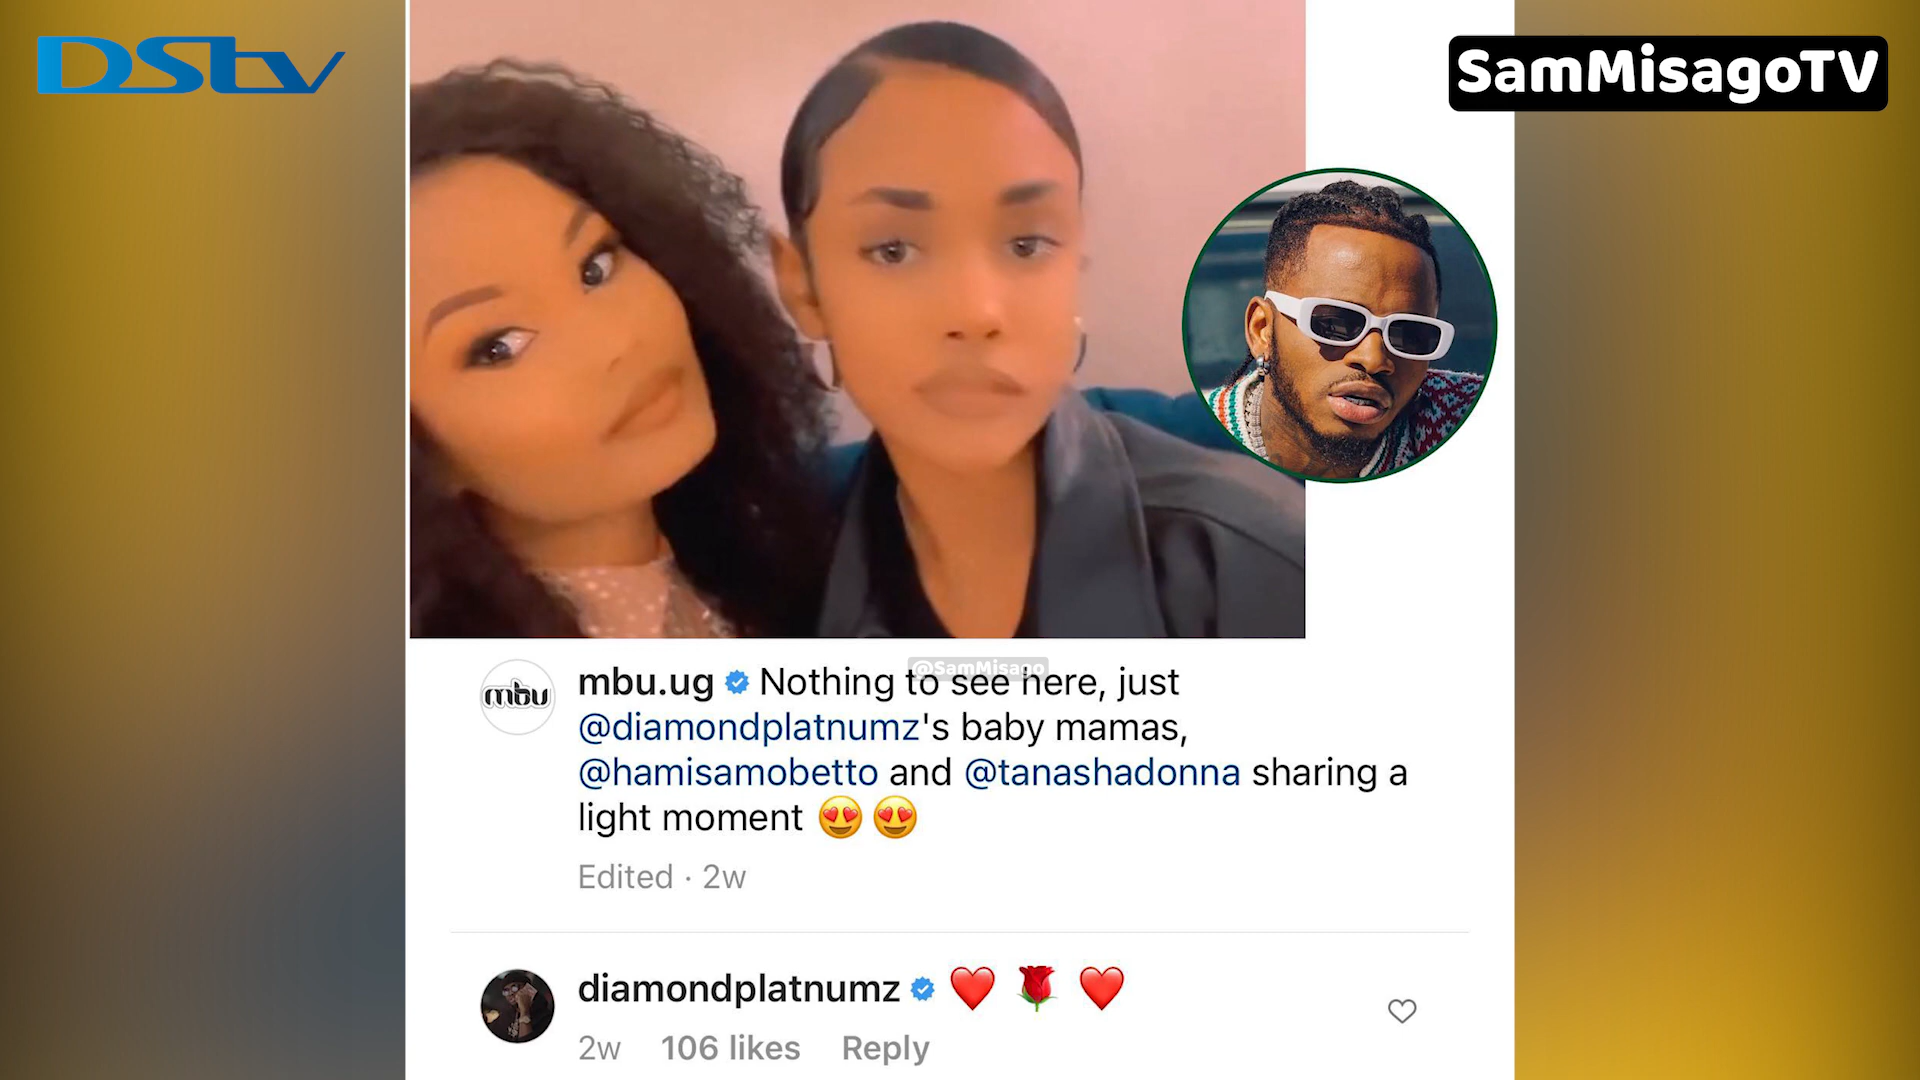 DStv
SamMisagoTV
@SamMisago
mbu
mbu.ug Nothing to see here, just
@diamondplatnumz's baby mamas,
@hamisamobetto and @tanashadonna sharing a
light moment 😍 😍
Edited · 2w
diamondplatnumz ❤️ 🌹 ❤️
2w 106 likes Reply